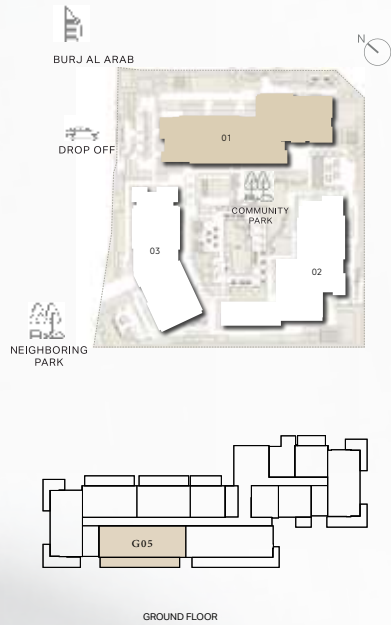 BURJ AL ARAB
N
01
DROP OFF
COMMUNITY
PARK
03
02
NEIGHBORING
PARK
G05
GROUND FLOOR